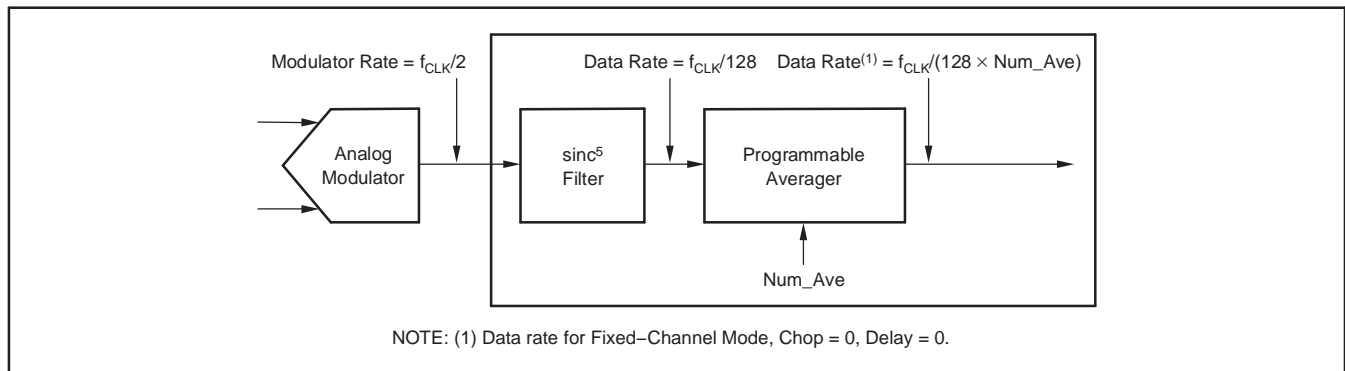 Modulator Rate = fCLK/2
Data Rate = fCLK/128
Data Rate(1) = fCLK/(128 × Num_Ave)
Analog
Modulator
sinc5
Filter
Programmable
Averager
Num_Ave
NOTE: (1) Data rate for Fixed−Channel Mode, Chop = 0, Delay = 0.